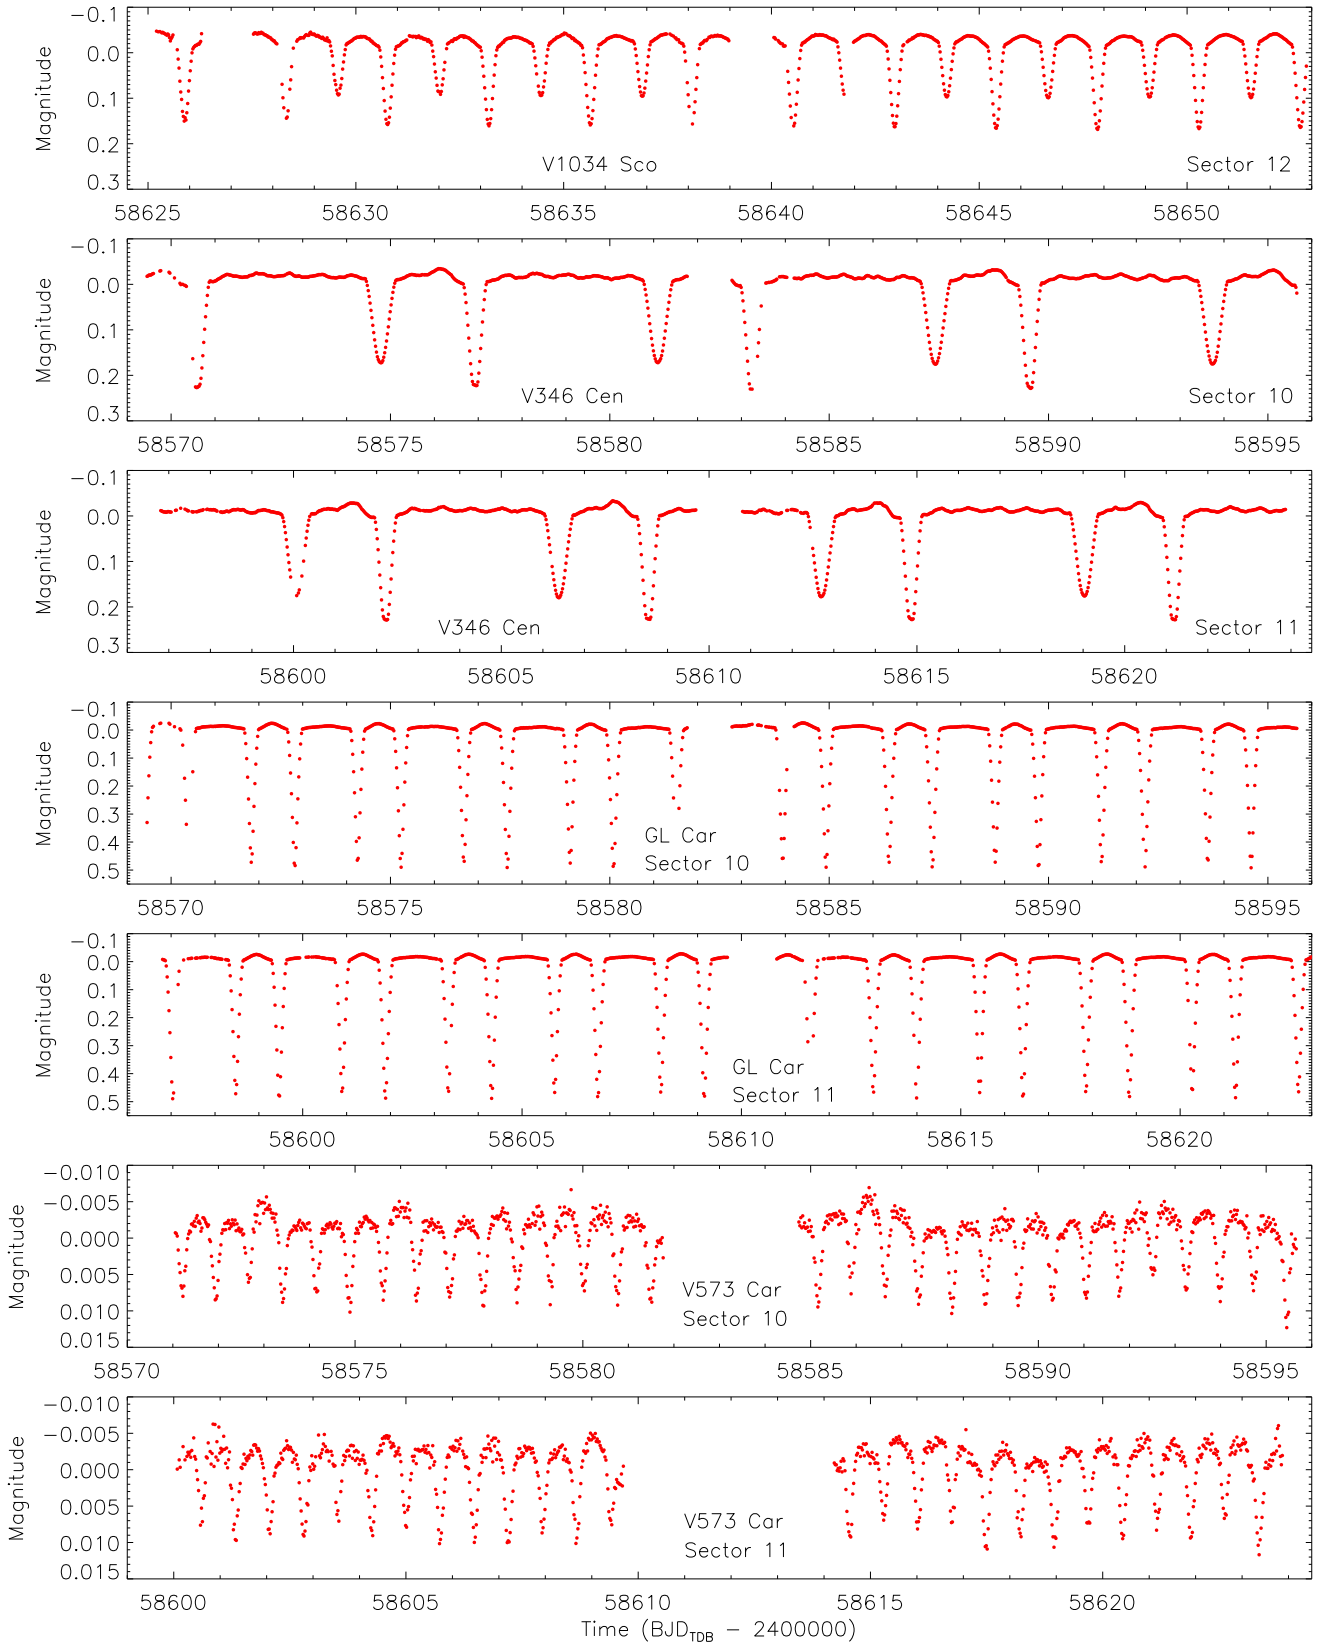 −0.1
0.0
0.1
0.2
0.3
Magnitude
V1034 Sco
Sector 12
58625 58630 58635 58640 58645 58650
−0.1
0.0
0.1
0.2
0.3
Magnitude
V346 Cen
Sector 10
58570 58575 58580 58585 58590 58595
−0.1
0.0
0.1
0.2
0.3
Magnitude
V346 Cen
Sector 11
58600 58605 58610 58615 58620
−0.1
0.0
0.1
0.2
0.3
0.4
0.5
Magnitude
GL Car
Sector 10
58570 58575 58580 58585 58590 58595
−0.1
0.0
0.1
0.2
0.3
0.4
0.5
Magnitude
GL Car
Sector 11
58600 58605 58610 58615 58620
−0.010
−0.005
0.000
0.005
0.010
0.015
Magnitude
V573 Car
Sector 10
58570 58575 58580 58585 58590 58595
−0.010
−0.005
0.000
0.005
0.010
0.015
Magnitude
V573 Car
Sector 11
58600 58605 58610 58615 58620
Time (BJD_TDB − 2400000)